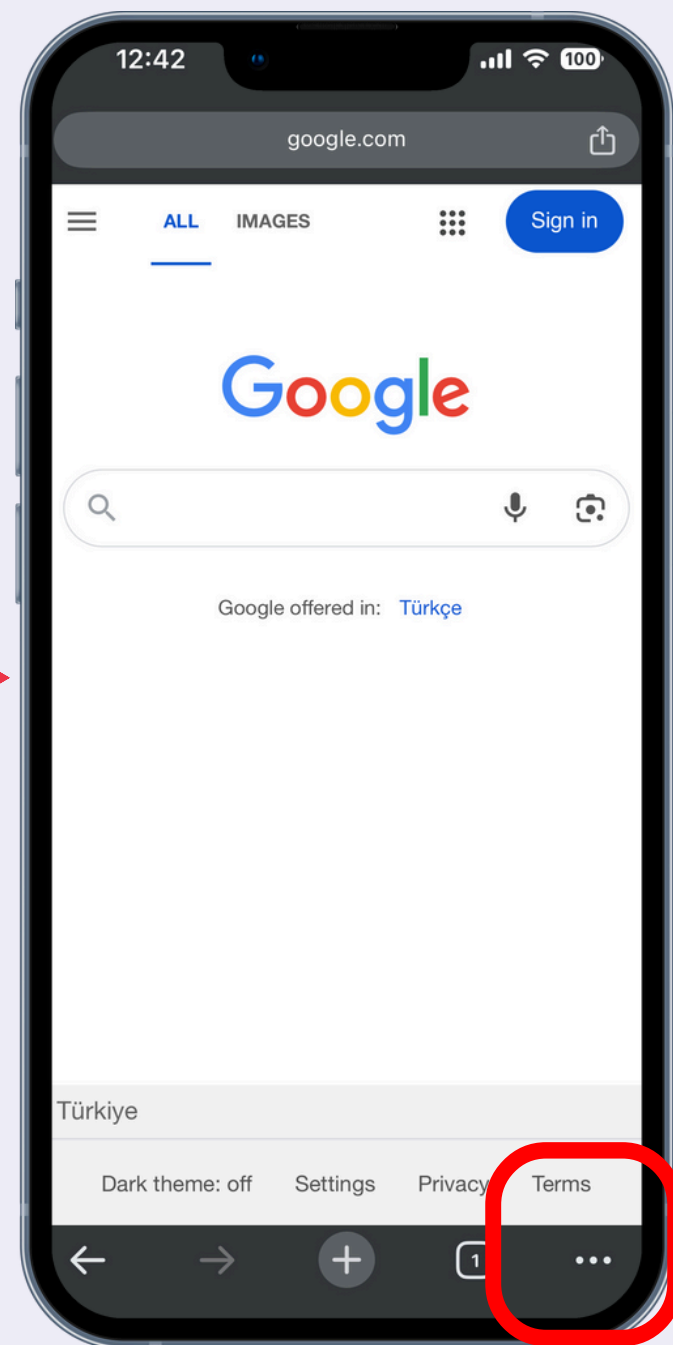 12:42 100
google.com
ALL IMAGES Sign in
Google
Google offered in: Türkçe
Türkiye
Dark theme: off Settings Privacy Terms
1